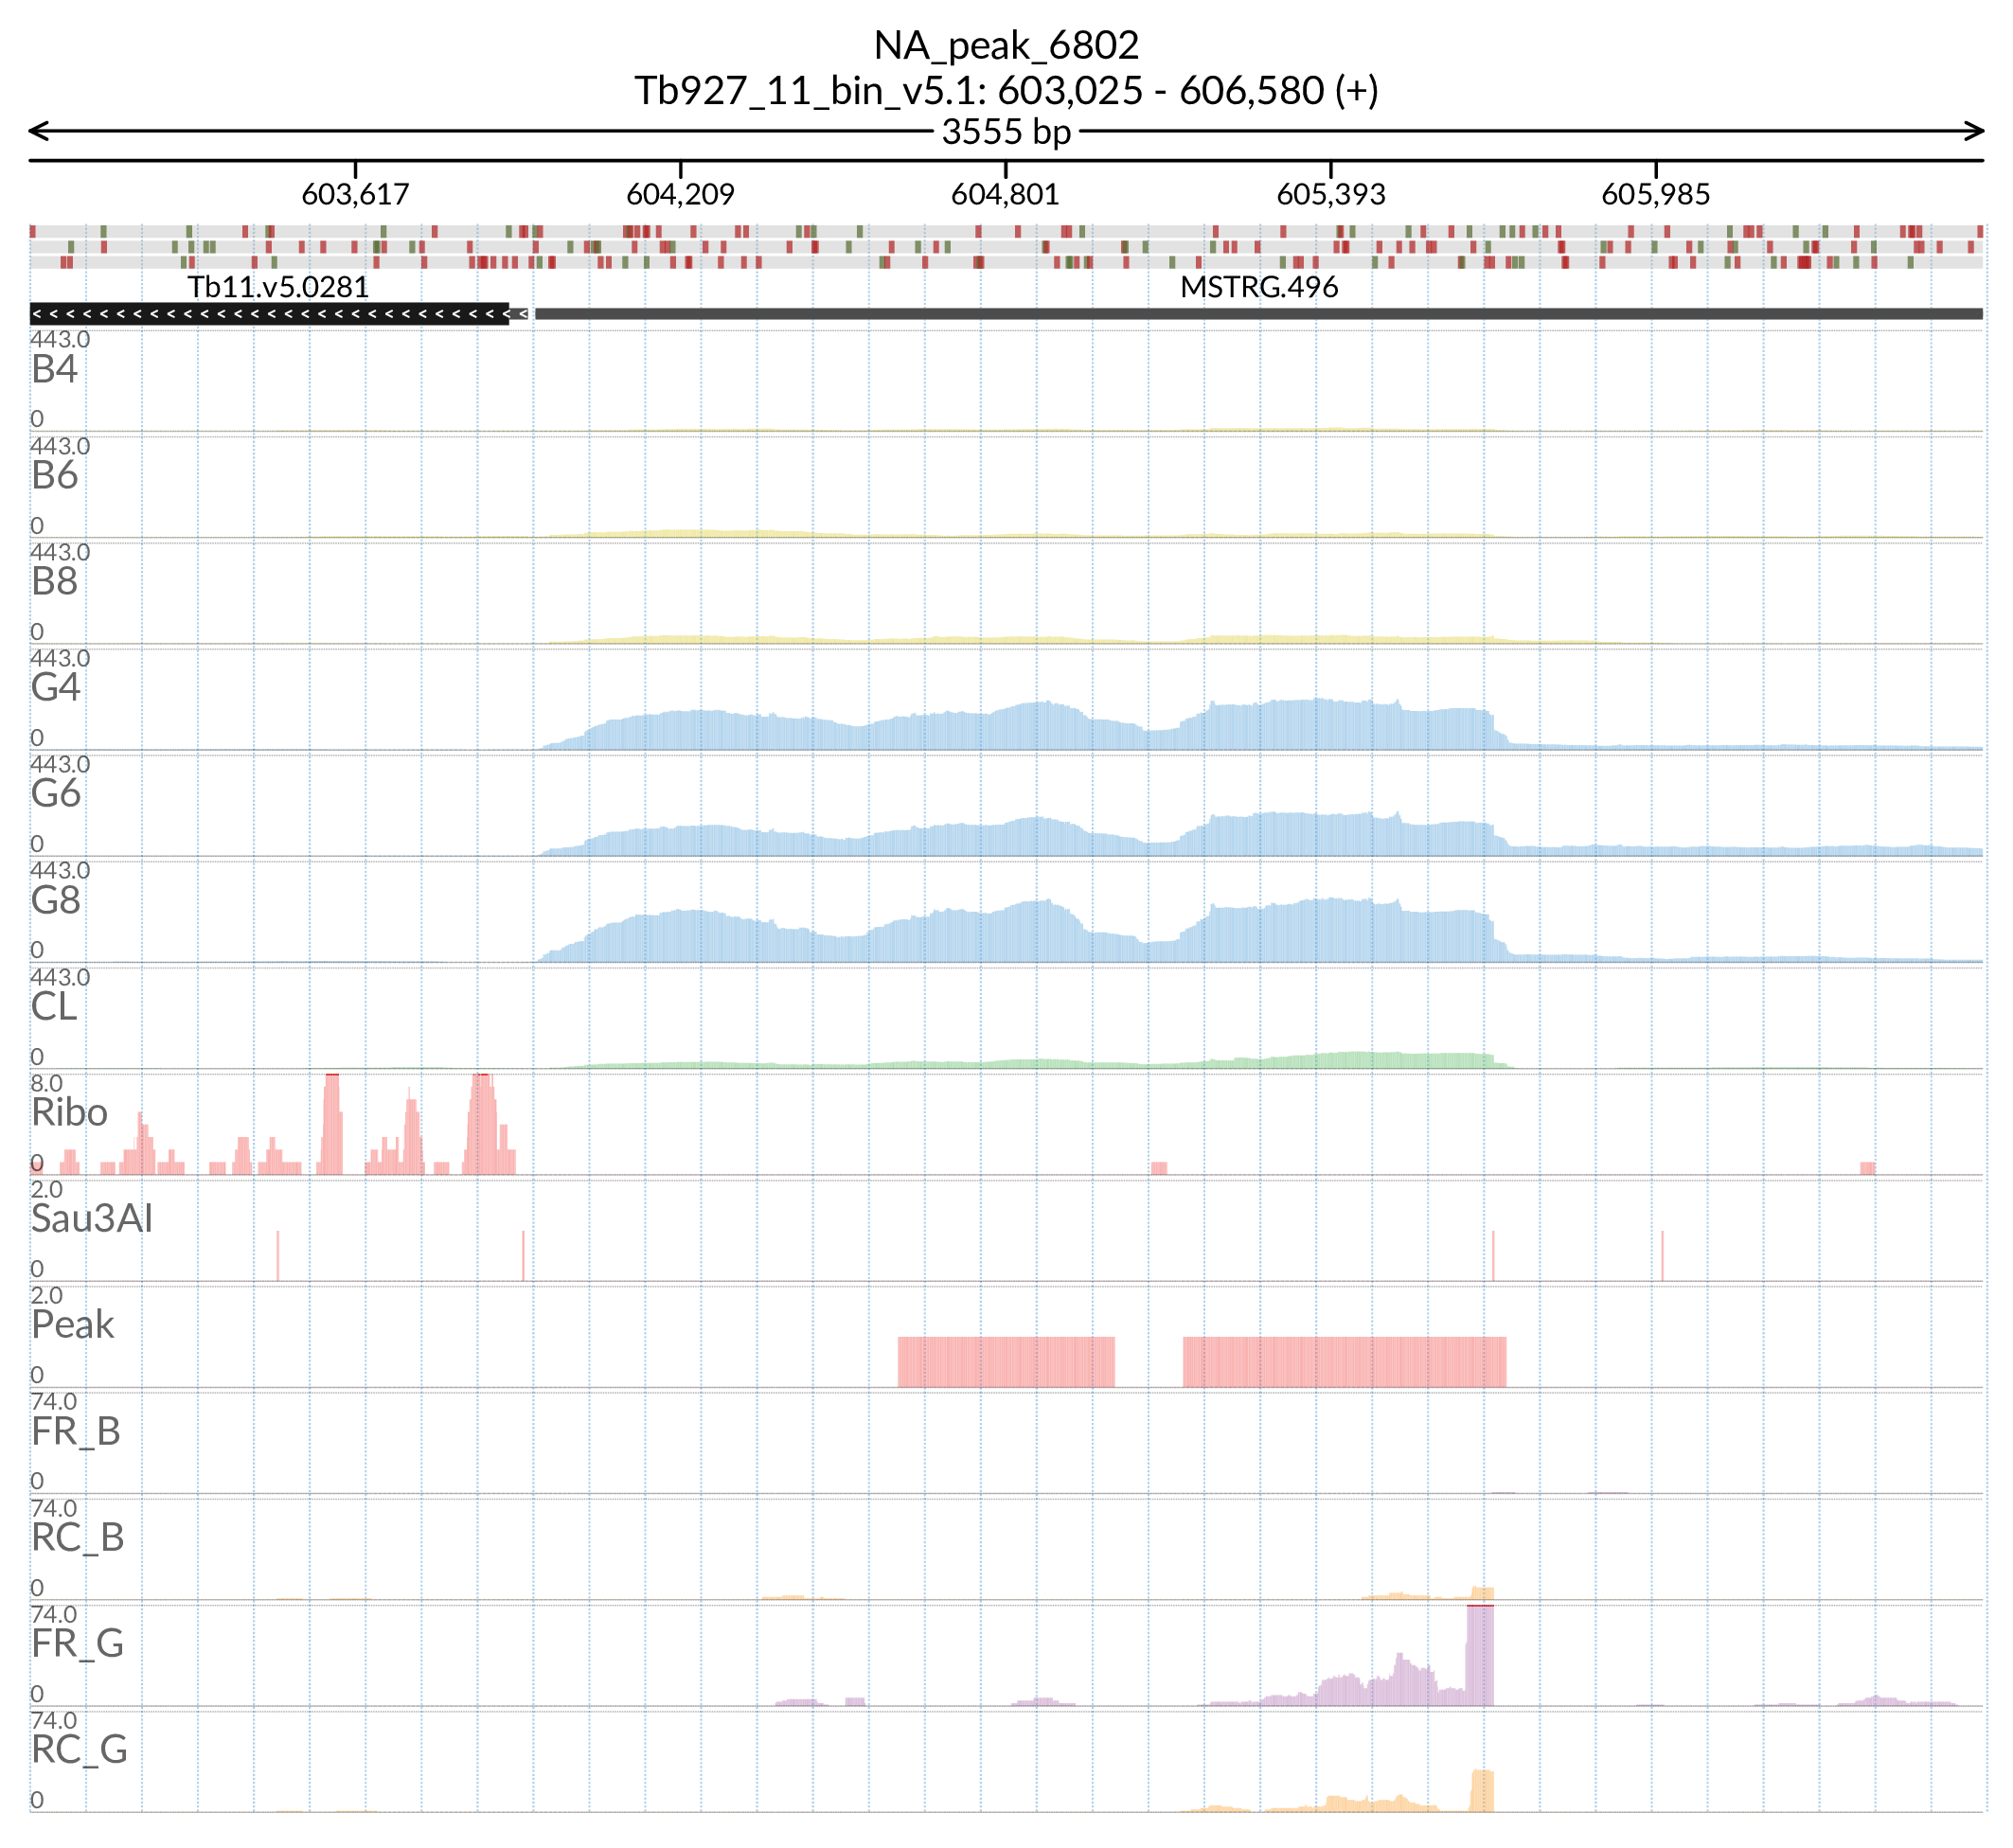 NA_peak_6802
Tb927_11_bin_v5.1: 603,025 - 606,580 (+)
3555 bp
603,617 604,209 604,801 605,393 605,985
Tb11.v5.0281 MSTRG.496
443.0
B4
0
443.0
B6
0
443.0
B8
0
443.0
G4
0
443.0
G6
0
443.0
G8
0
443.0
CL
0
8.0
Ribo
0
2.0
Sau3AI
0
2.0
Peak
0
74.0
FR_B
0
74.0
RC_B
0
74.0
FR_G
0
74.0
RC_G
0